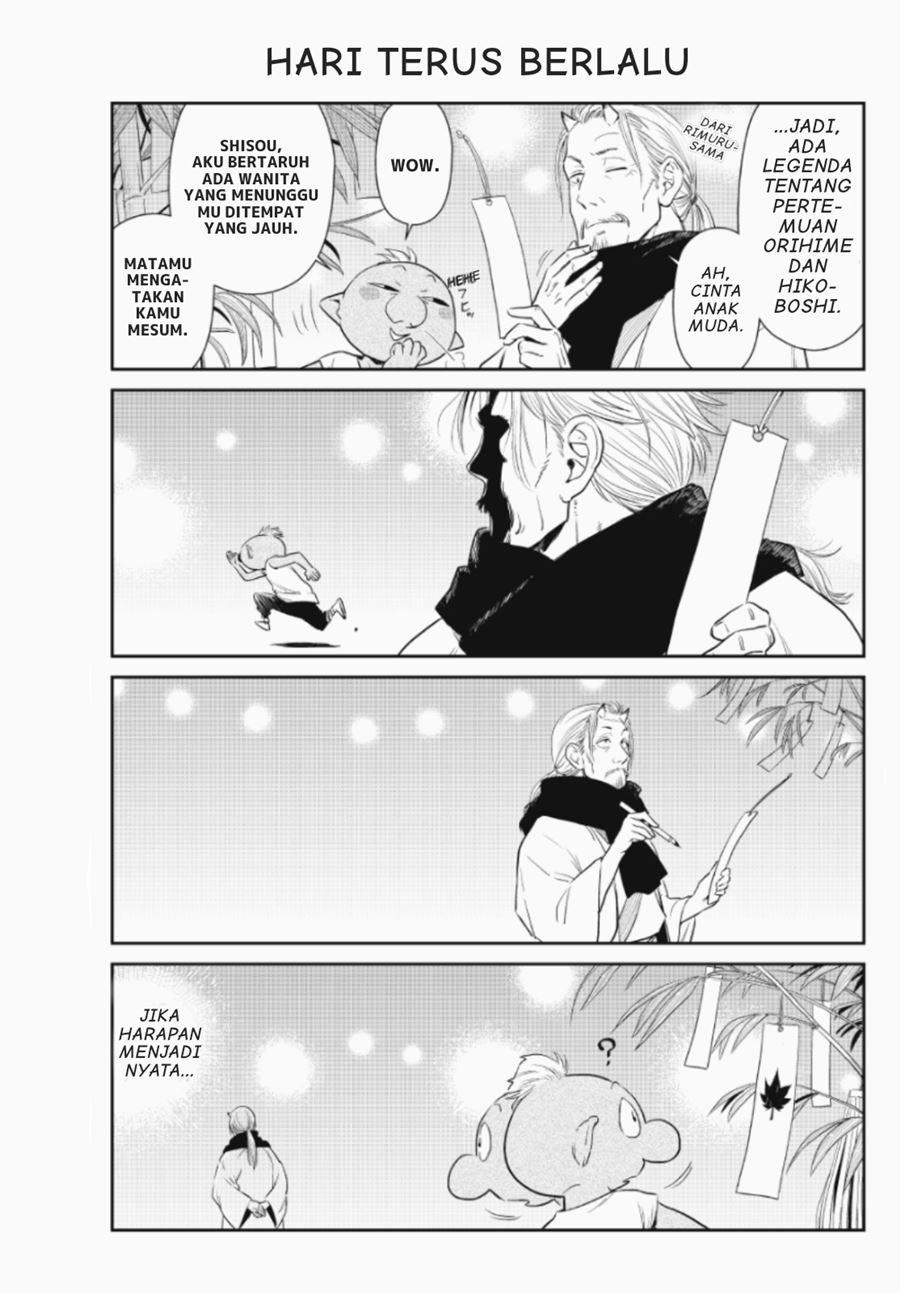 HARI TERUS BERLALU
...JADI,
ADA
LEGENDA
TENTANG
PERTE-
MUAN
ORIHIME
DAN
HIKO-
BOSHI.
DARI
RIMURU-
SAMA
AH,
CINTA
ANAK
MUDA.
WOW.
HEHE
SHISOU,
AKU BERTARUH
ADA WANITA
YANG MENUNGGU
MU DITEMPAT
YANG JAUH.
MATAMU
MENGA-
TAKAN
KAMU
MESUM.
?
JIKA
HARAPAN
MENJADI
NYATA...